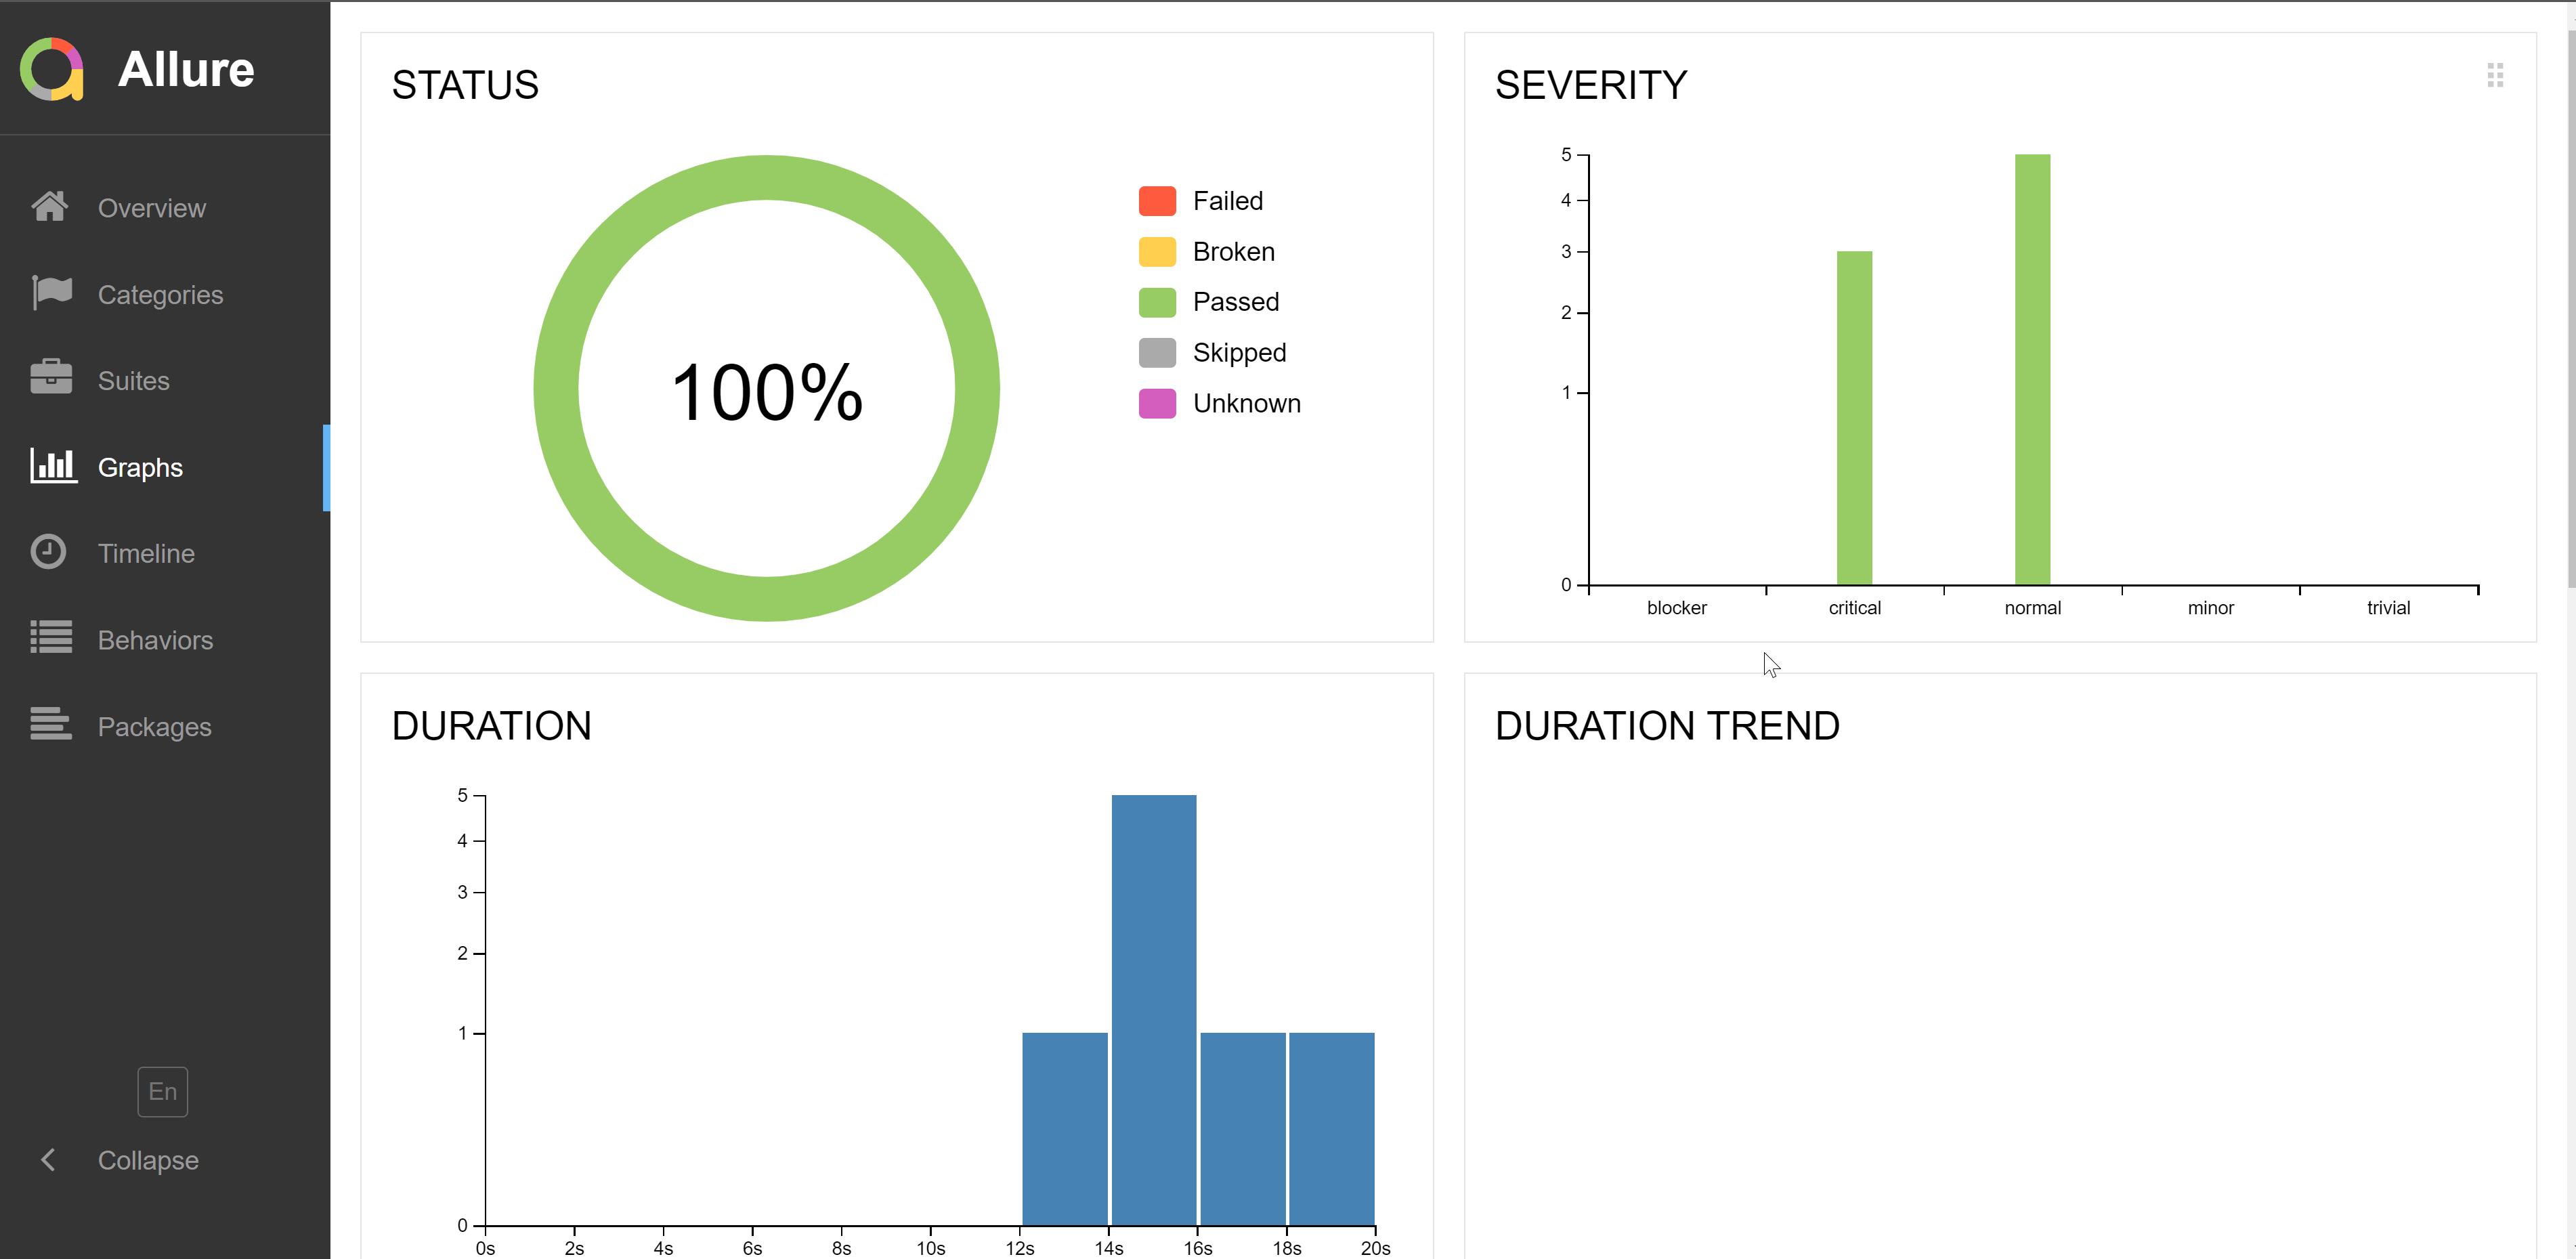 Allure
Overview
Categories
Suites
Graphs
Timeline
Behaviors
Packages
En
Collapse
STATUS
100%
Failed
Broken
Passed
Skipped
Unknown
SEVERITY
5
4
3
2
1
0
blocker critical normal minor trivial
DURATION
5
4
3
2
1
0
0s 2s 4s 6s 8s 10s 12s 14s 16s 18s 20s
DURATION TREND